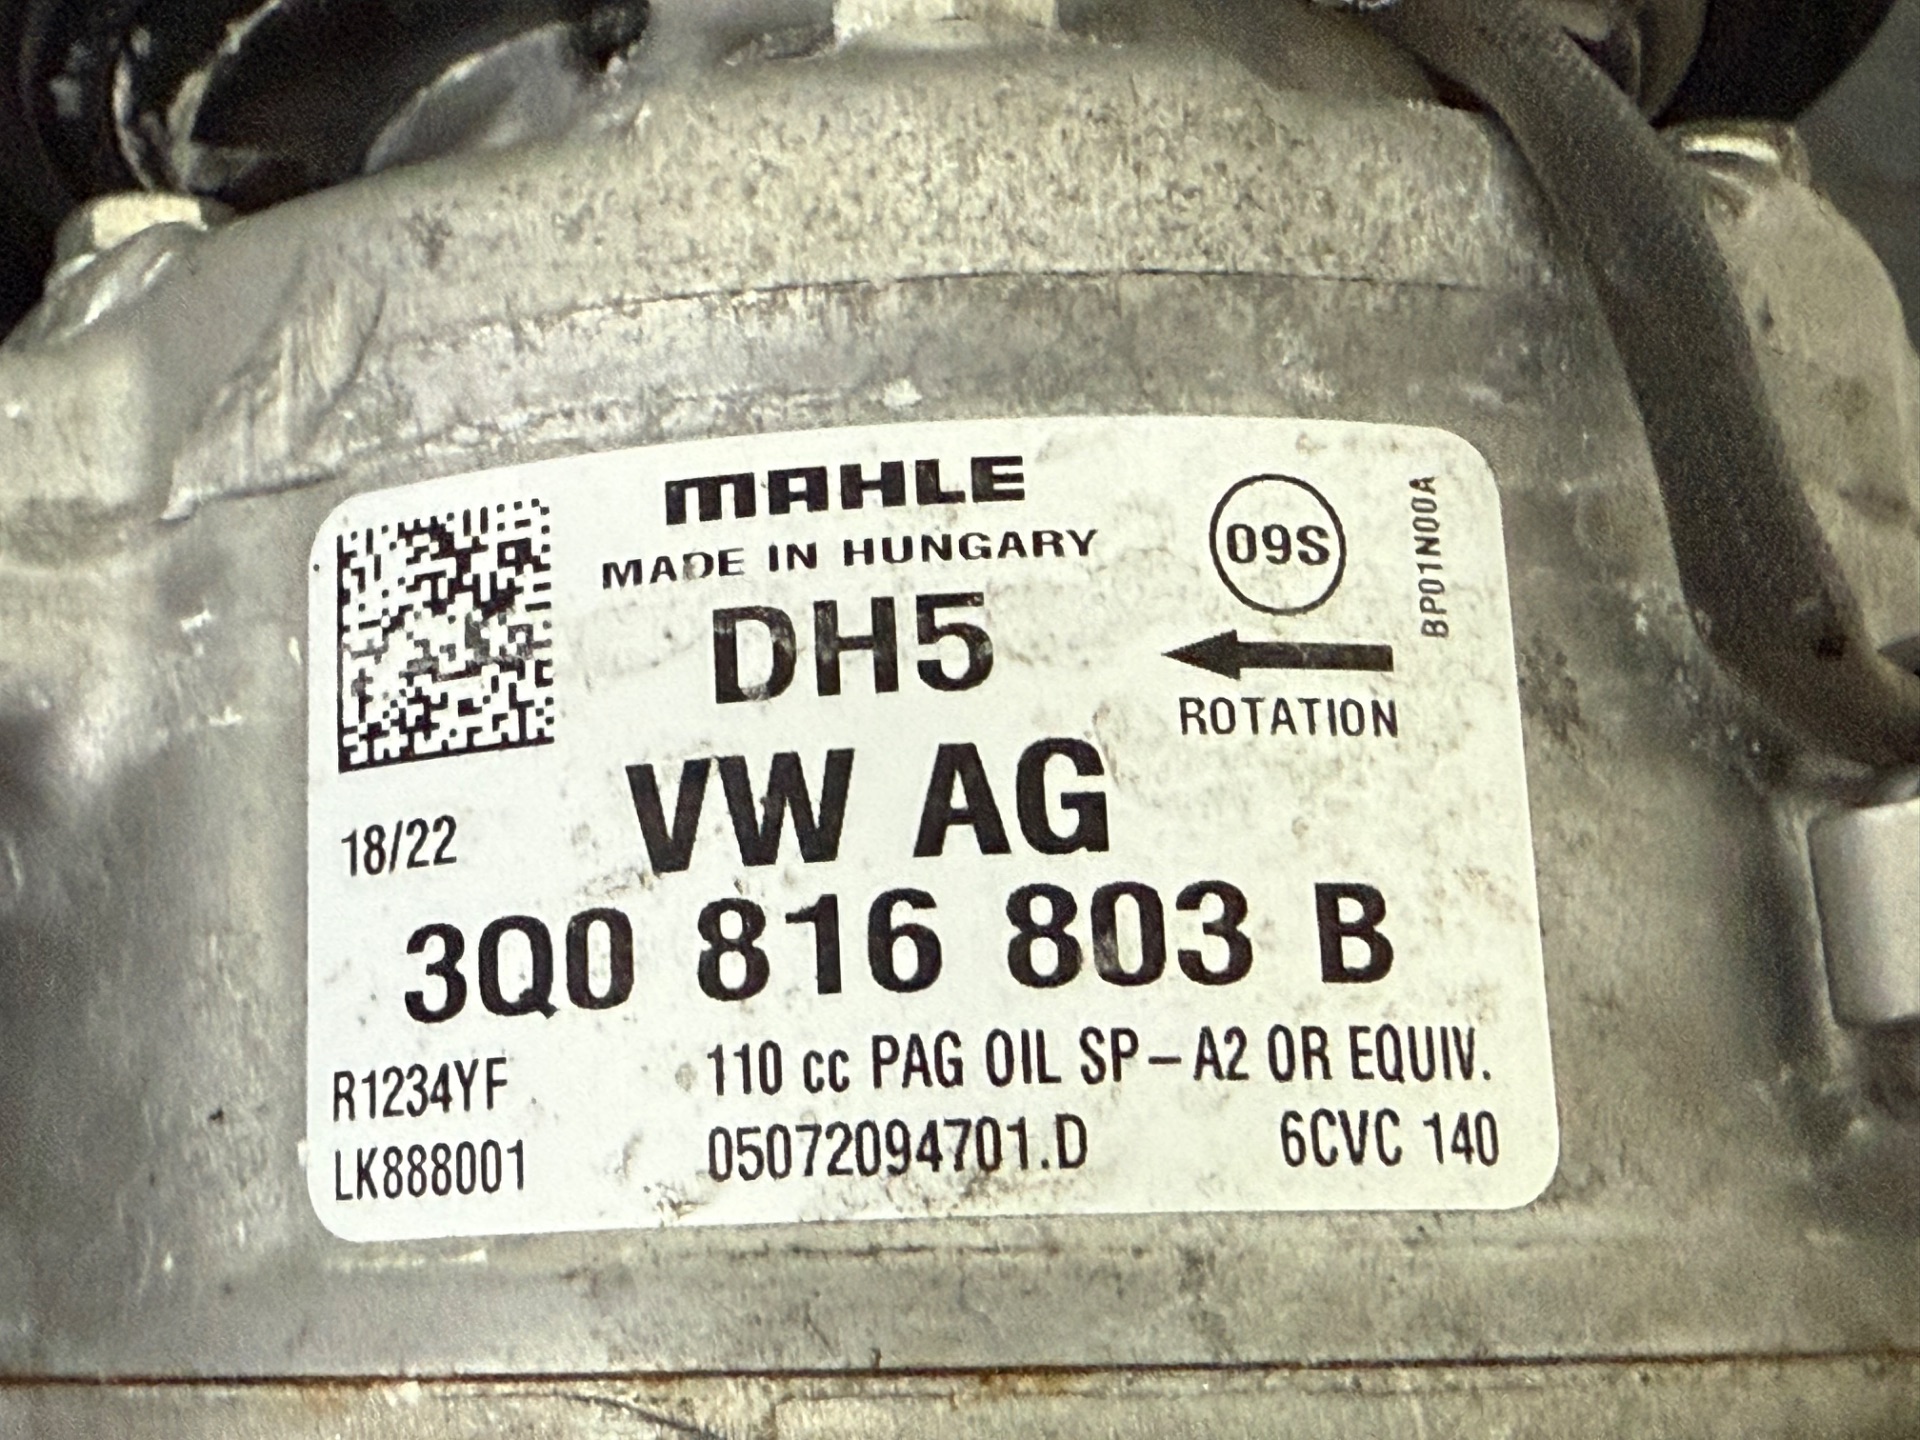 MAHLE
MADE IN HUNGARY
09S
BP01N00A
DH5
ROTATION
VW AG
18/22
3Q0 816 803 B
R1234YF 110 cc PAG OIL SP-A2 OR EQUIV.
LK888001 05072094701.D 6CVC 140